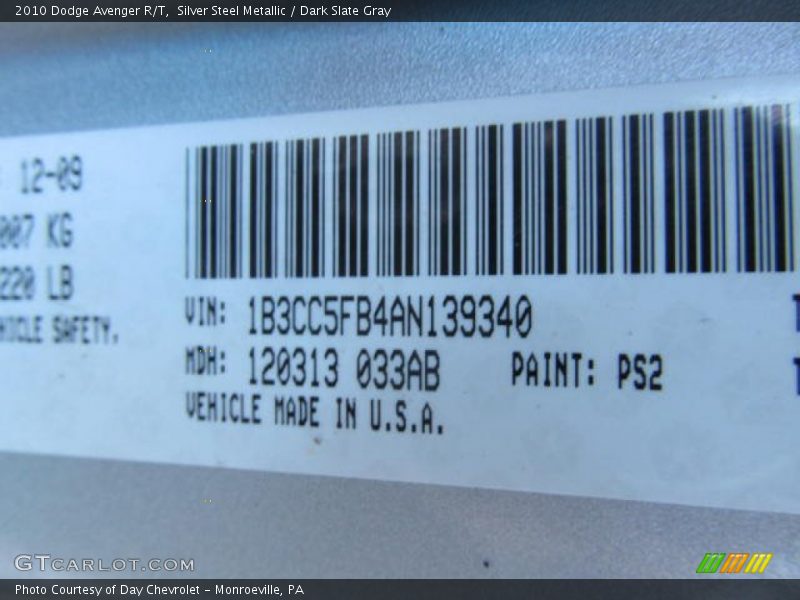 2010 Dodge Avenger R/T,  Silver Steel Metallic / Dark Slate Gray
12-09
007 KG
220 LB
VEHICLE SAFETY.
VIN: 1B3CC5FB4AN139340
MDH: 120313 033AB PAINT: PS2
VEHICLE MADE IN U.S.A.
GTCARLOT.COM
Photo Courtesy of Day Chevrolet - Monroeville, PA